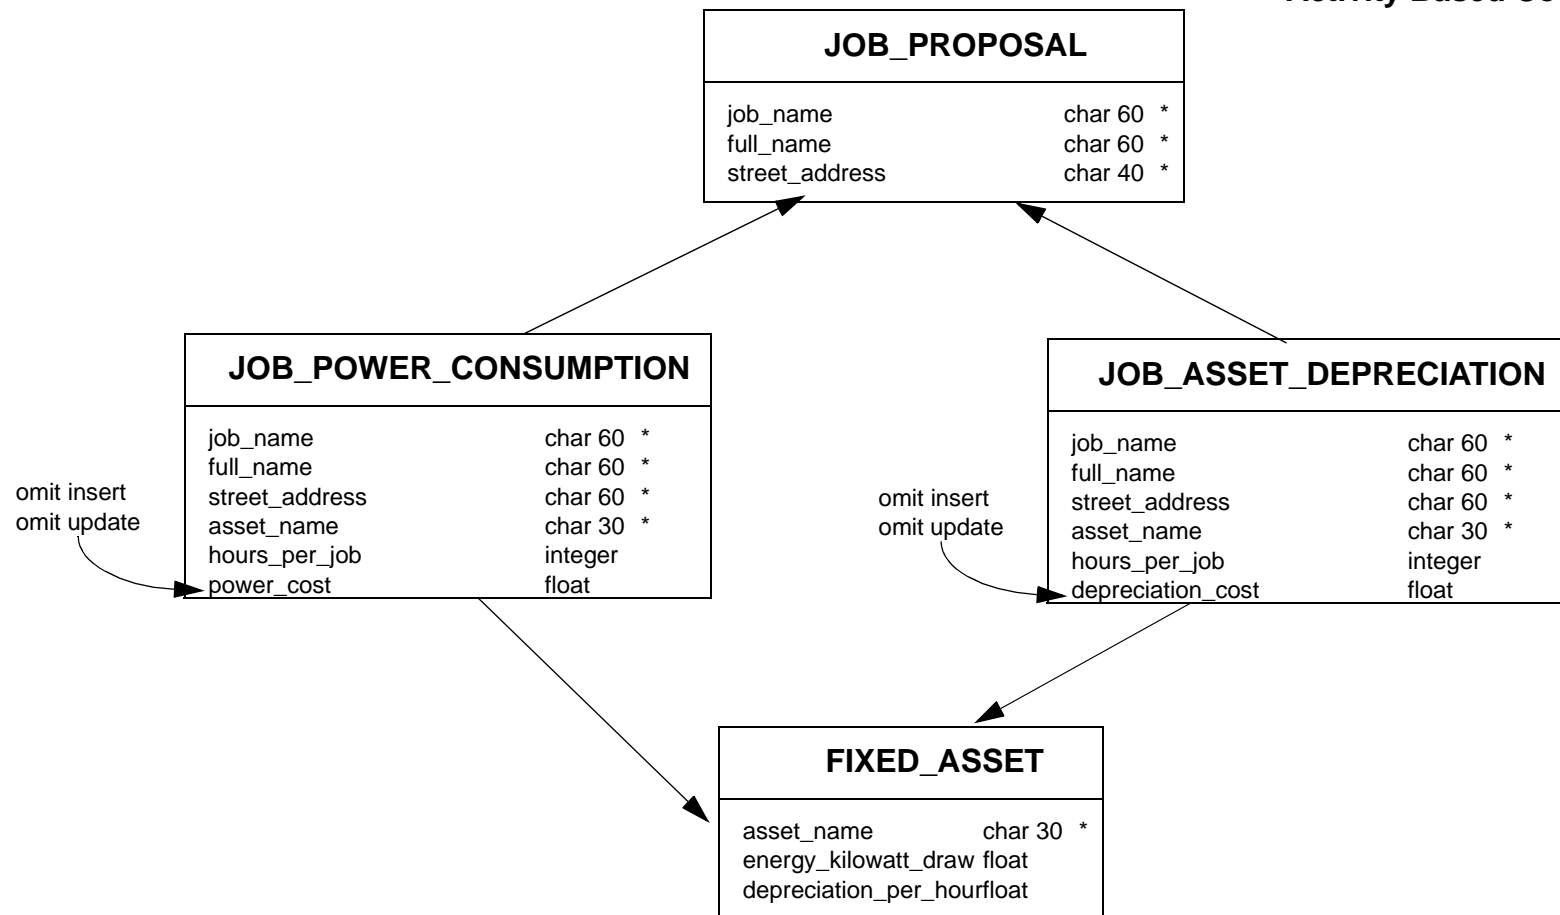 JOB_PROPOSAL
job_name char 60 *
full_name char 60 *
street_address char 40 *
JOB_POWER_CONSUMPTION
job_name char 60 *
full_name char 60 *
street_address char 60 *
asset_name char 30 *
hours_per_job integer
power_cost float
omit insert
omit update
JOB_ASSET_DEPRECIATION
job_name char 60 *
full_name char 60 *
street_address char 60 *
asset_name char 30 *
hours_per_job integer
depreciation_cost float
omit insert
omit update
FIXED_ASSET
asset_name char 30 *
energy_kilowatt_draw float
depreciation_per_hourfloat